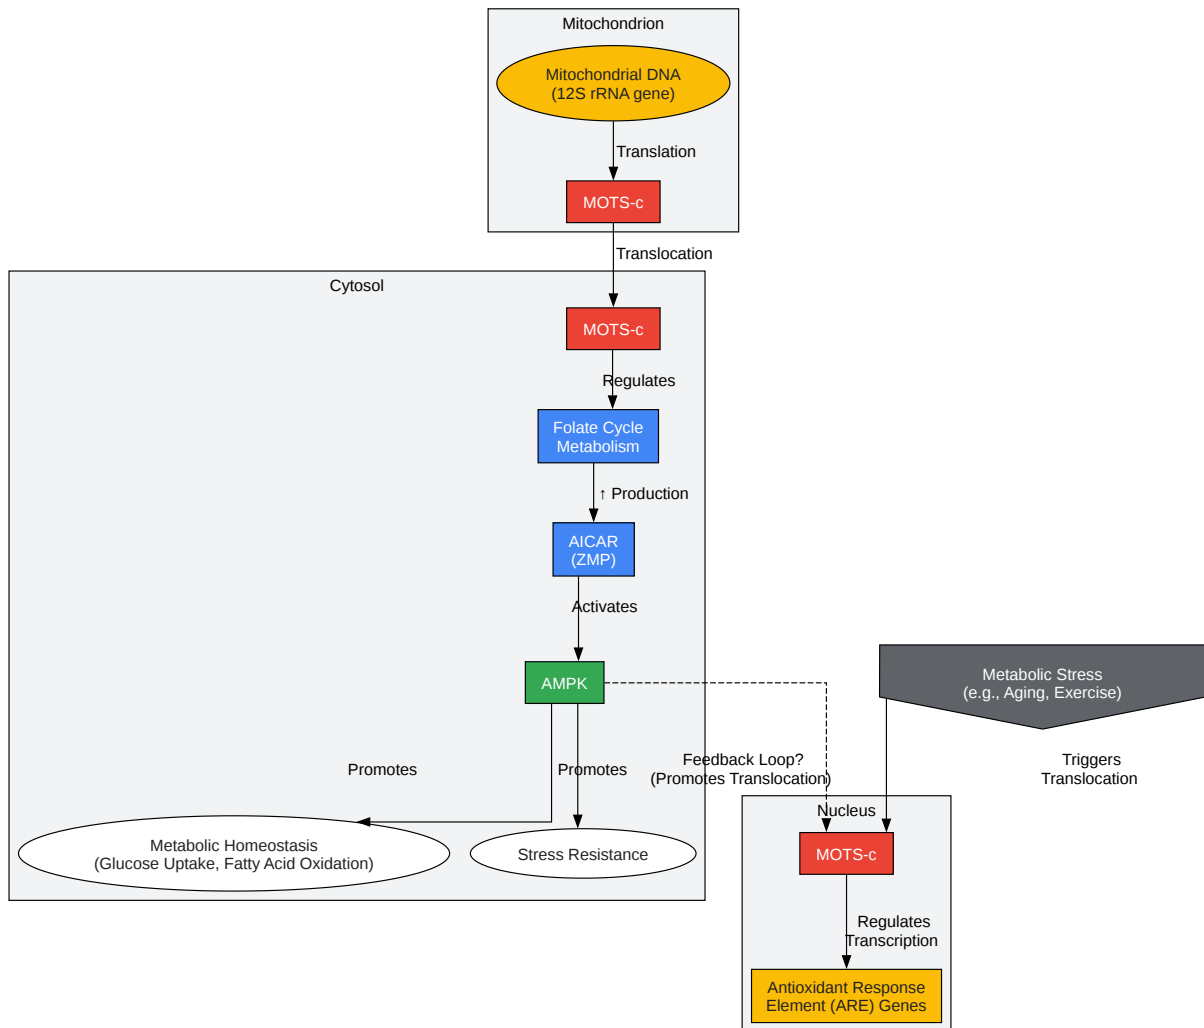 Mitochondrion
Mitochondrial DNA
(12S rRNA gene)
Translation
MOTS-c
Translocation
Cytosol
MOTS-c
Regulates
Folate Cycle
Metabolism
↑ Production
AICAR
(ZMP)
Activates
AMPK
Metabolic Stress
(e.g., Aging, Exercise)
Promotes
Promotes
Feedback Loop?
(Promotes Translocation)
Triggers
Translocation
Metabolic Homeostasis
(Glucose Uptake, Fatty Acid Oxidation)
Stress Resistance
Nucleus
MOTS-c
Regulates
Transcription
Antioxidant Response
Element (ARE) Genes